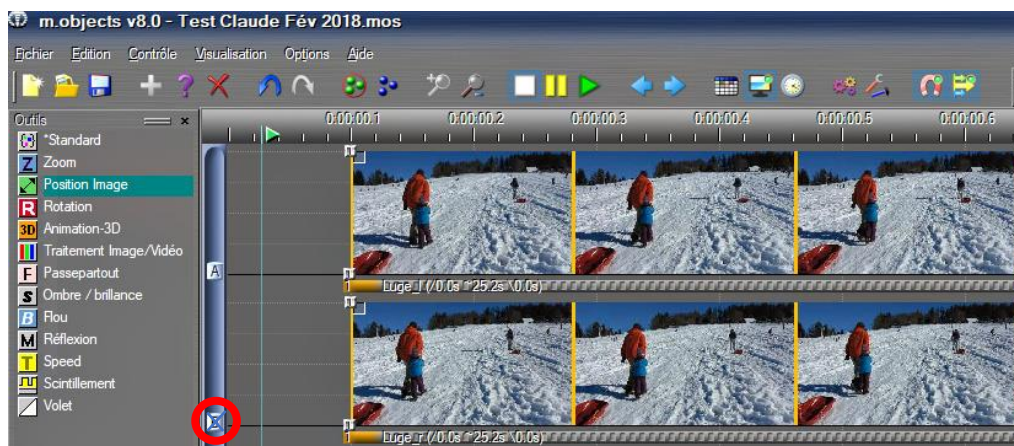 m.objects v8.0 - Test Claude Fév 2018.mos
Fichier Edition Contrôle Visualisation Options Aide
Outils
0:00:00.1 0:00:00.2 0:00:00.3 0:00:00.4 0:00:00.5 0:00:00.6
*Standard
Z Zoom
Position Image
R Rotation
3D Animation-3D
Traitement Image/Vidéo
F Passepartout
S Ombre / brillance
B Flou
M Réflexion
T Speed
Scintillement
Volet
A
1 Luge_l (/0.0s ~25.2s \0.0s)
1 Luge_r (/0.0s ~25.2s \0.0s)